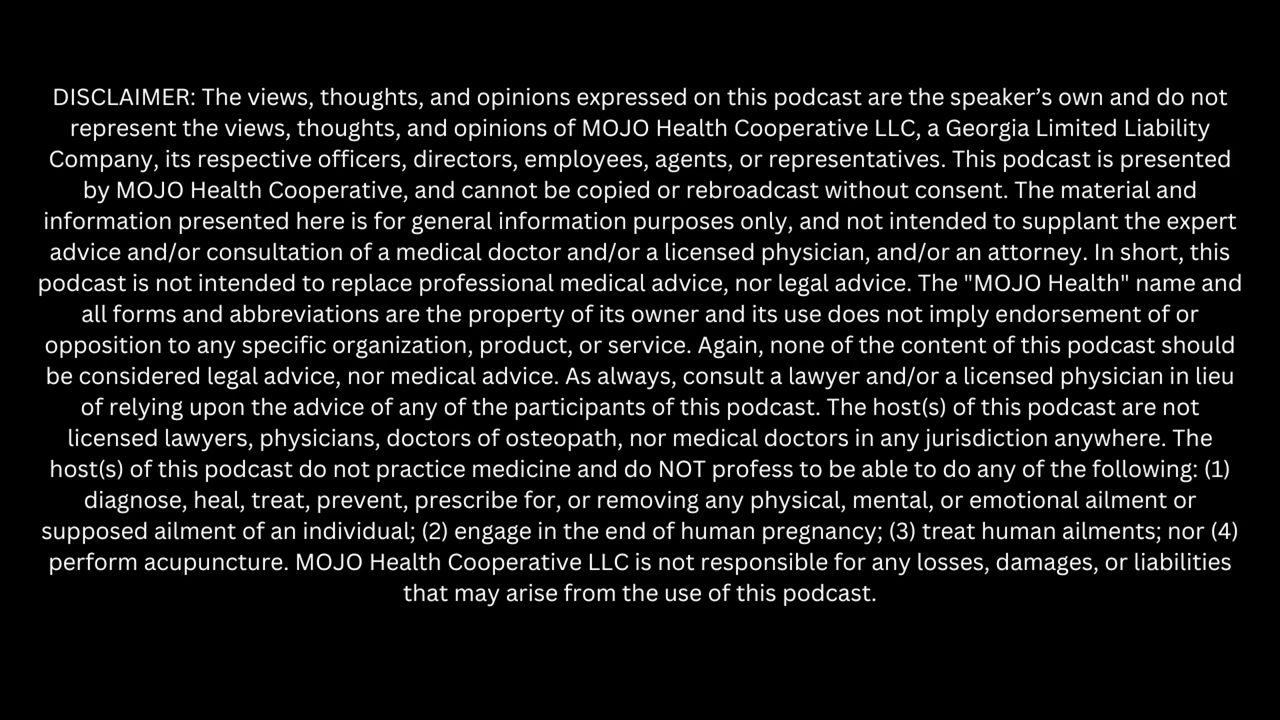 DISCLAIMER: The views, thoughts, and opinions expressed on this podcast are the speaker’s own and do not
represent the views, thoughts, and opinions of MOJO Health Cooperative LLC, a Georgia Limited Liability
Company, its respective officers, directors, employees, agents, or representatives. This podcast is presented
by MOJO Health Cooperative, and cannot be copied or rebroadcast without consent. The material and
information presented here is for general information purposes only, and not intended to supplant the expert
advice and/or consultation of a medical doctor and/or a licensed physician, and/or an attorney. In short, this
podcast is not intended to replace professional medical advice, nor legal advice. The "MOJO Health" name and
all forms and abbreviations are the property of its owner and its use does not imply endorsement of or
opposition to any specific organization, product, or service. Again, none of the content of this podcast should
be considered legal advice, nor medical advice. As always, consult a lawyer and/or a licensed physician in lieu
of relying upon the advice of any of the participants of this podcast. The host(s) of this podcast are not
licensed lawyers, physicians, doctors of osteopath, nor medical doctors in any jurisdiction anywhere. The
host(s) of this podcast do not practice medicine and do NOT profess to be able to do any of the following: (1)
diagnose, heal, treat, prevent, prescribe for, or removing any physical, mental, or emotional ailment or
supposed ailment of an individual; (2) engage in the end of human pregnancy; (3) treat human ailments; nor (4)
perform acupuncture. MOJO Health Cooperative LLC is not responsible for any losses, damages, or liabilities
that may arise from the use of this podcast.